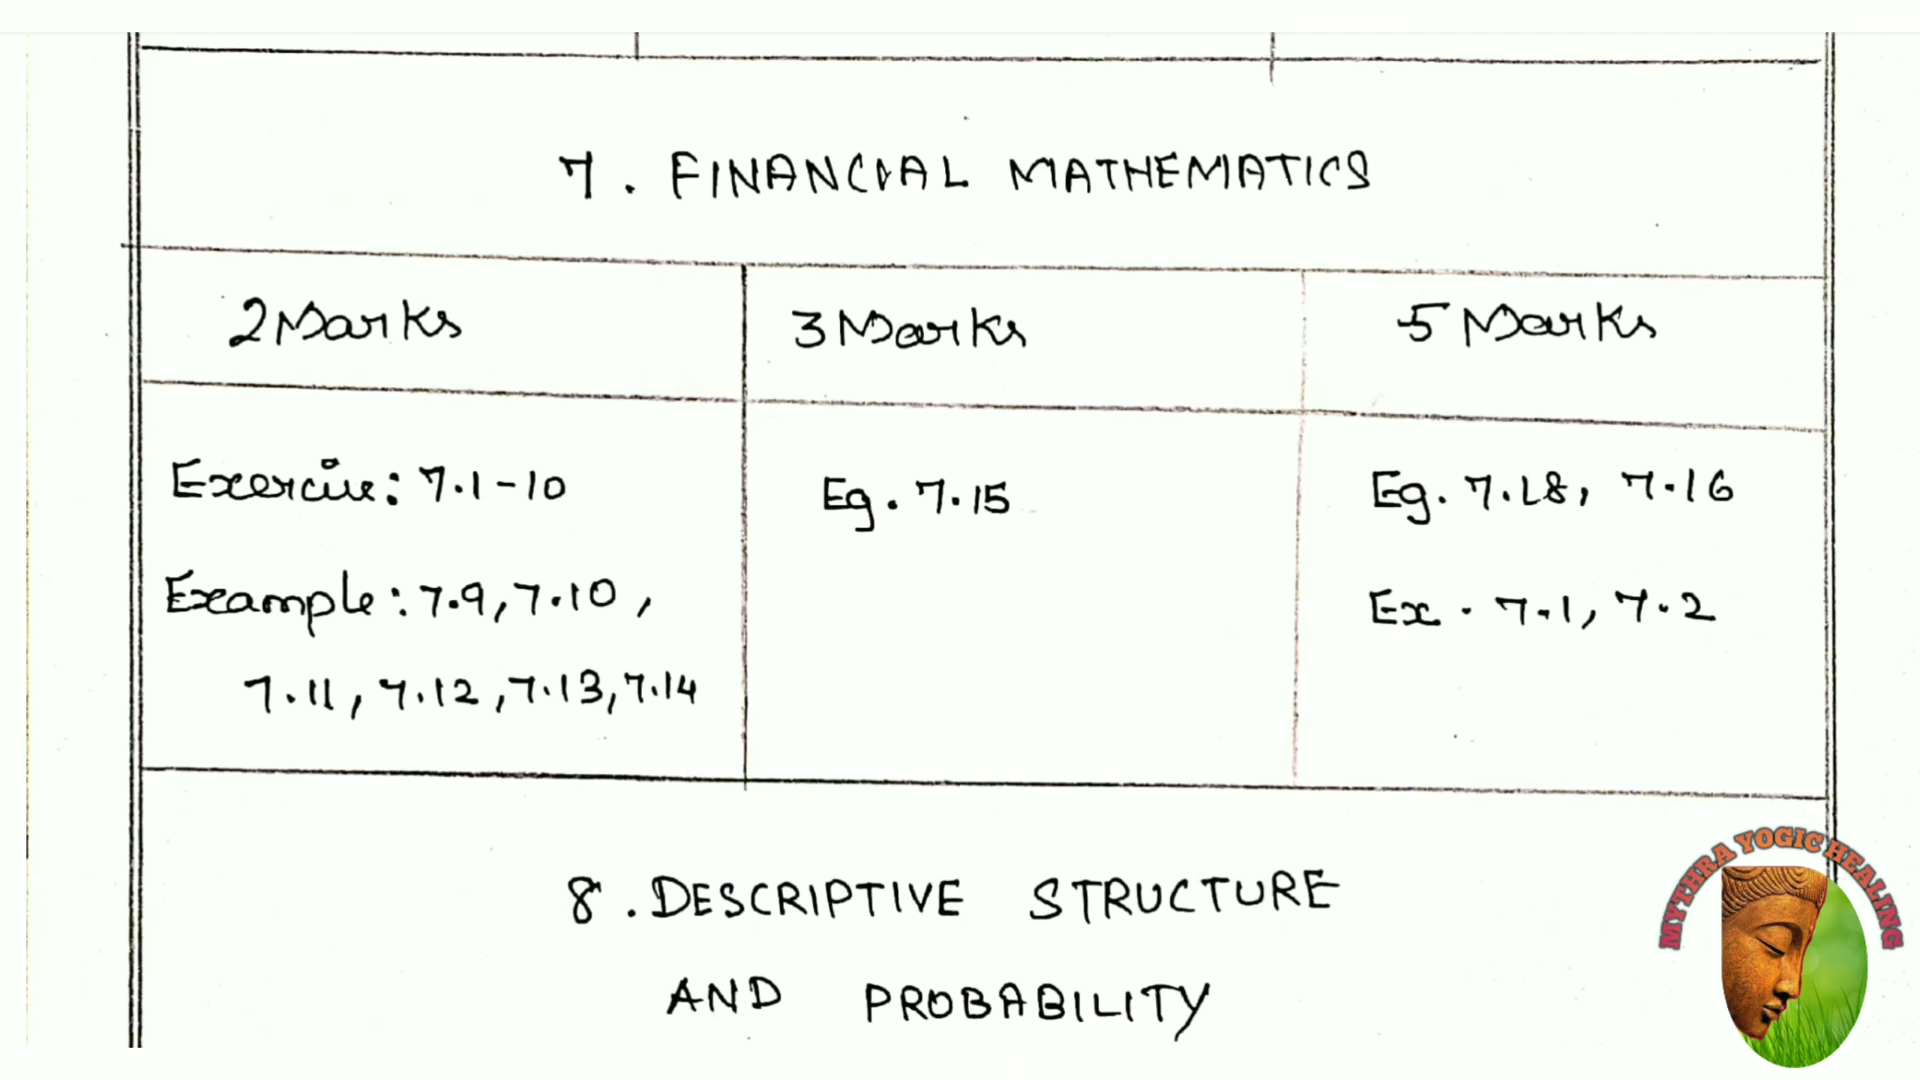 7. FINANCIAL MATHEMATICS
2 Marks
3 Marks
5 Marks
Exercise: 7.1-10
Eg. 7.15
Eg. 7.18, 7.16
Example: 7.9, 7.10,
Ex. 7.1, 7.2
7.11, 7.12, 7.13, 7.14
8. DESCRIPTIVE STRUCTURE
AND PROBABILITY
MYTHRA YOGIC HEALING